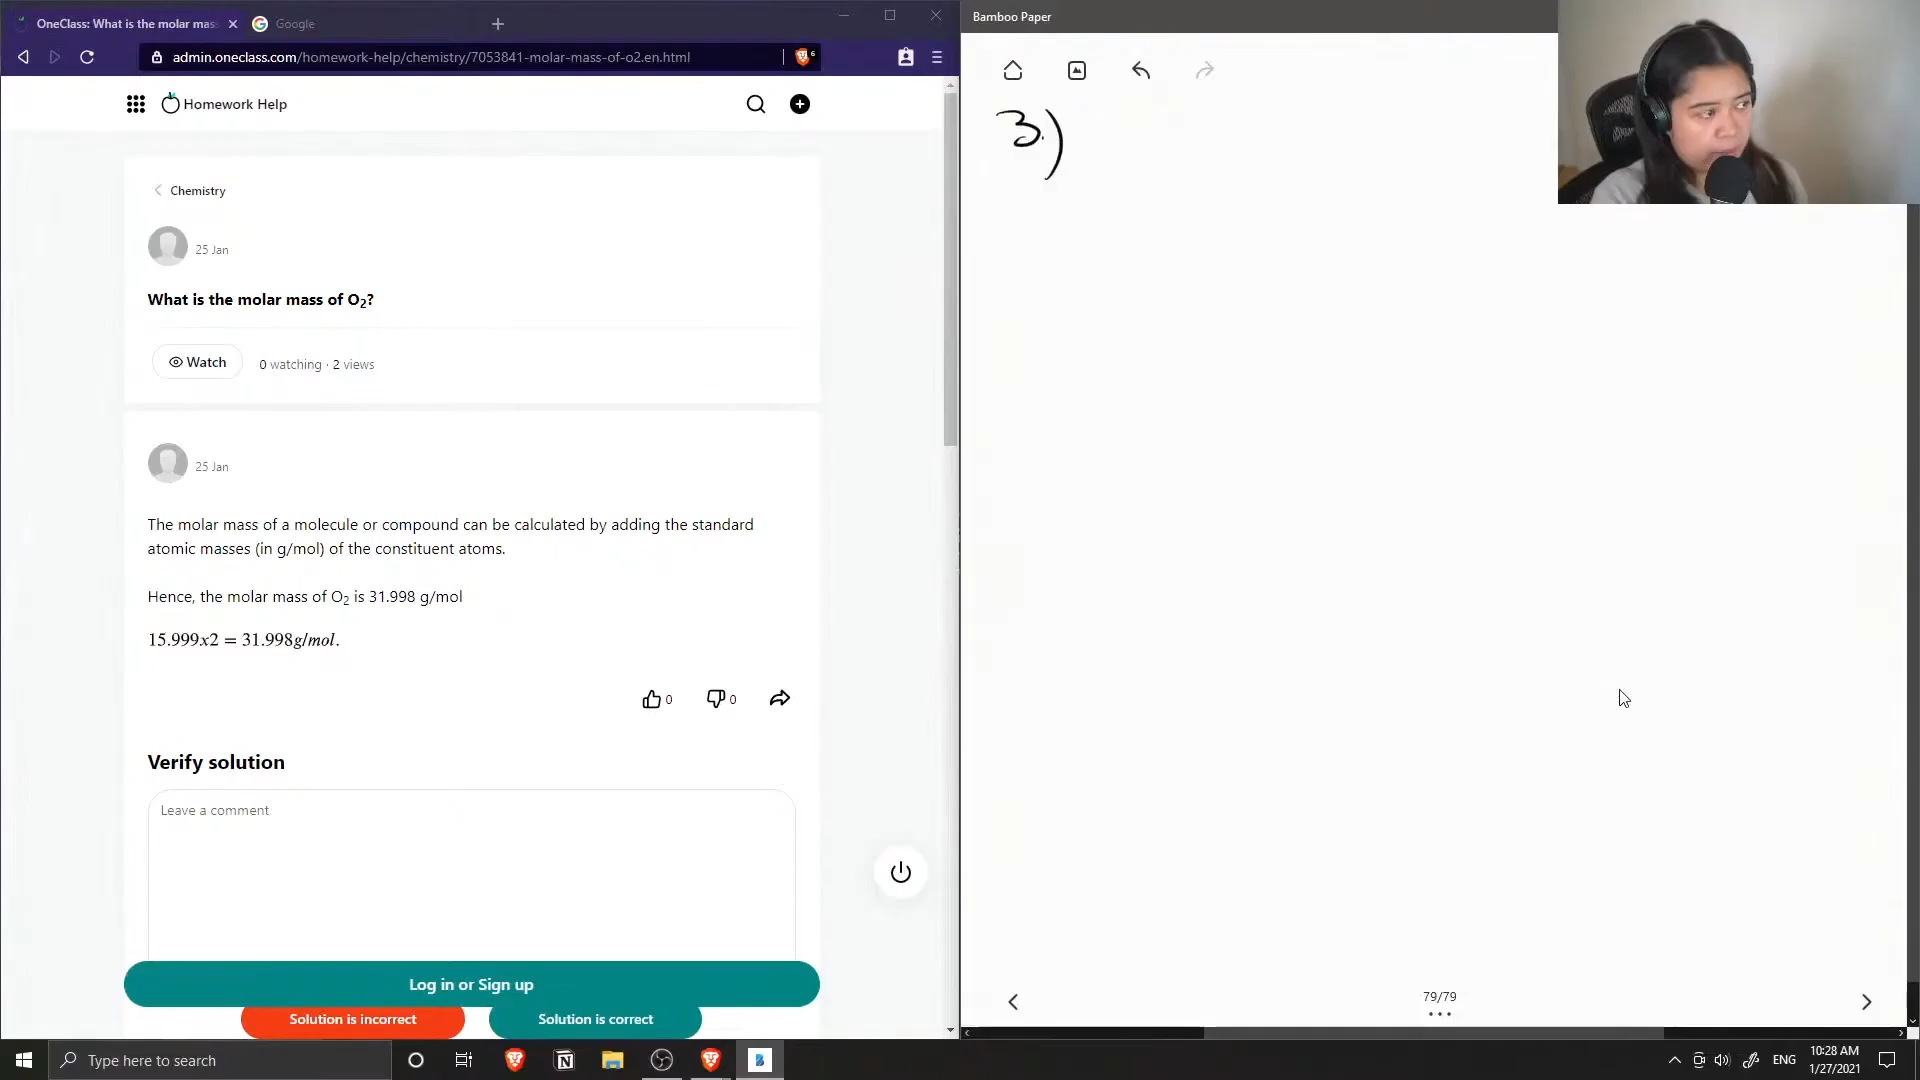 OneClass: What is the molar mas
Google
admin.oneclass.com/homework-help/chemistry/7053841-molar-mass-of-o2.en.html
6
Homework Help
Chemistry
25 Jan
What is the molar mass of O₂?
Watch
0 watching · 2 views
25 Jan
The molar mass of a molecule or compound can be calculated by adding the standard
atomic masses (in g/mol) of the constituent atoms.
Hence, the molar mass of O₂ is 31.998 g/mol
15.999x2 = 31.998g/mol.
0
0
Verify solution
Leave a comment
Log in or Sign up
Solution is incorrect
Solution is correct
Bamboo Paper
3.)
79/79
Type here to search
ENG
10:28 AM
1/27/2021